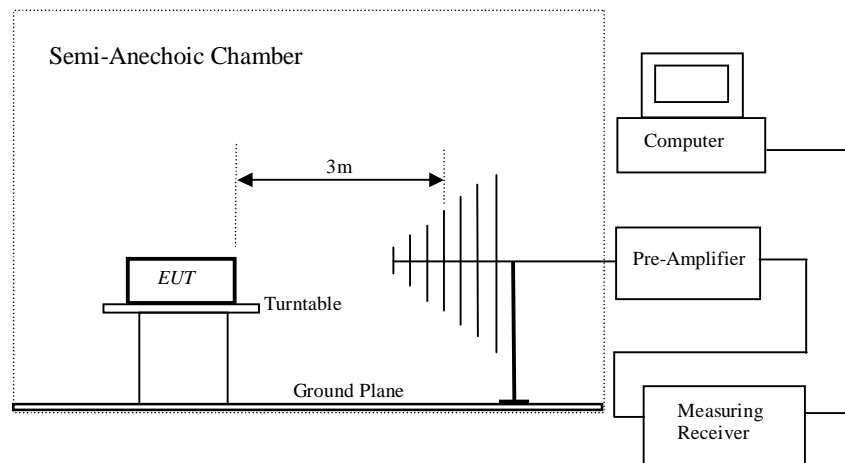 Semi-Anechoic Chamber
Computer
3m
Pre-Amplifier
EUT
Turntable
Ground Plane
Measuring
Receiver